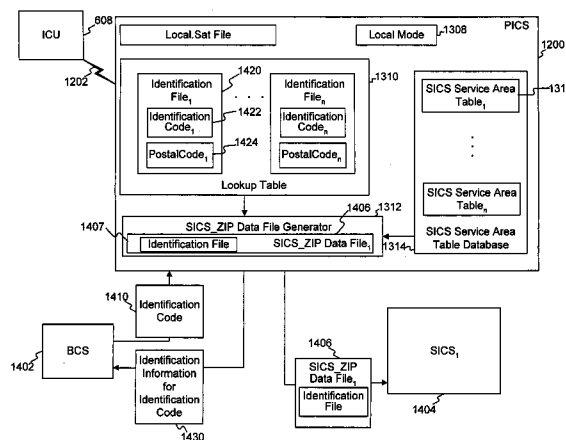 PICS
ICU
608
1202
Local.Sat File
Local Mode
1308
1200
1420
1310
Identification
File1
Identification
Code1
1422
PostalCode1
1424
. . .
Identification
Filen
Identification
Coden
PostalCoden
Lookup Table
SICS Service Area
Table1
131
SICS Service Area
Tablen
SICS Service Area
Table Database
1314
1406
1312
SICS_ZIP Data File Generator
1407
Identification File
SICS_ZIP Data File1
1410
Identification
Code
BCS
1402
Identification
Information
for
Identification
Code
1430
1406
SICS_ZIP
Data File1
Identification
File
SICS1
1404